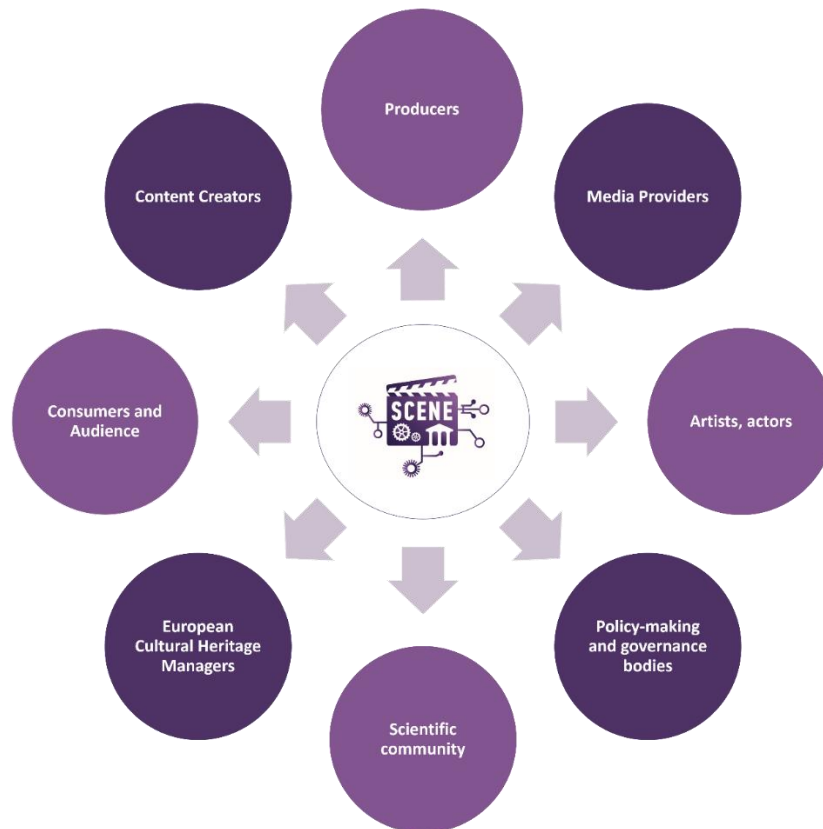 Producers
Content Creators
Media Providers
SCENE
Consumers and
Audience
Artists, actors
European
Cultural Heritage
Managers
Policy-making
and governance
bodies
Scientific
community